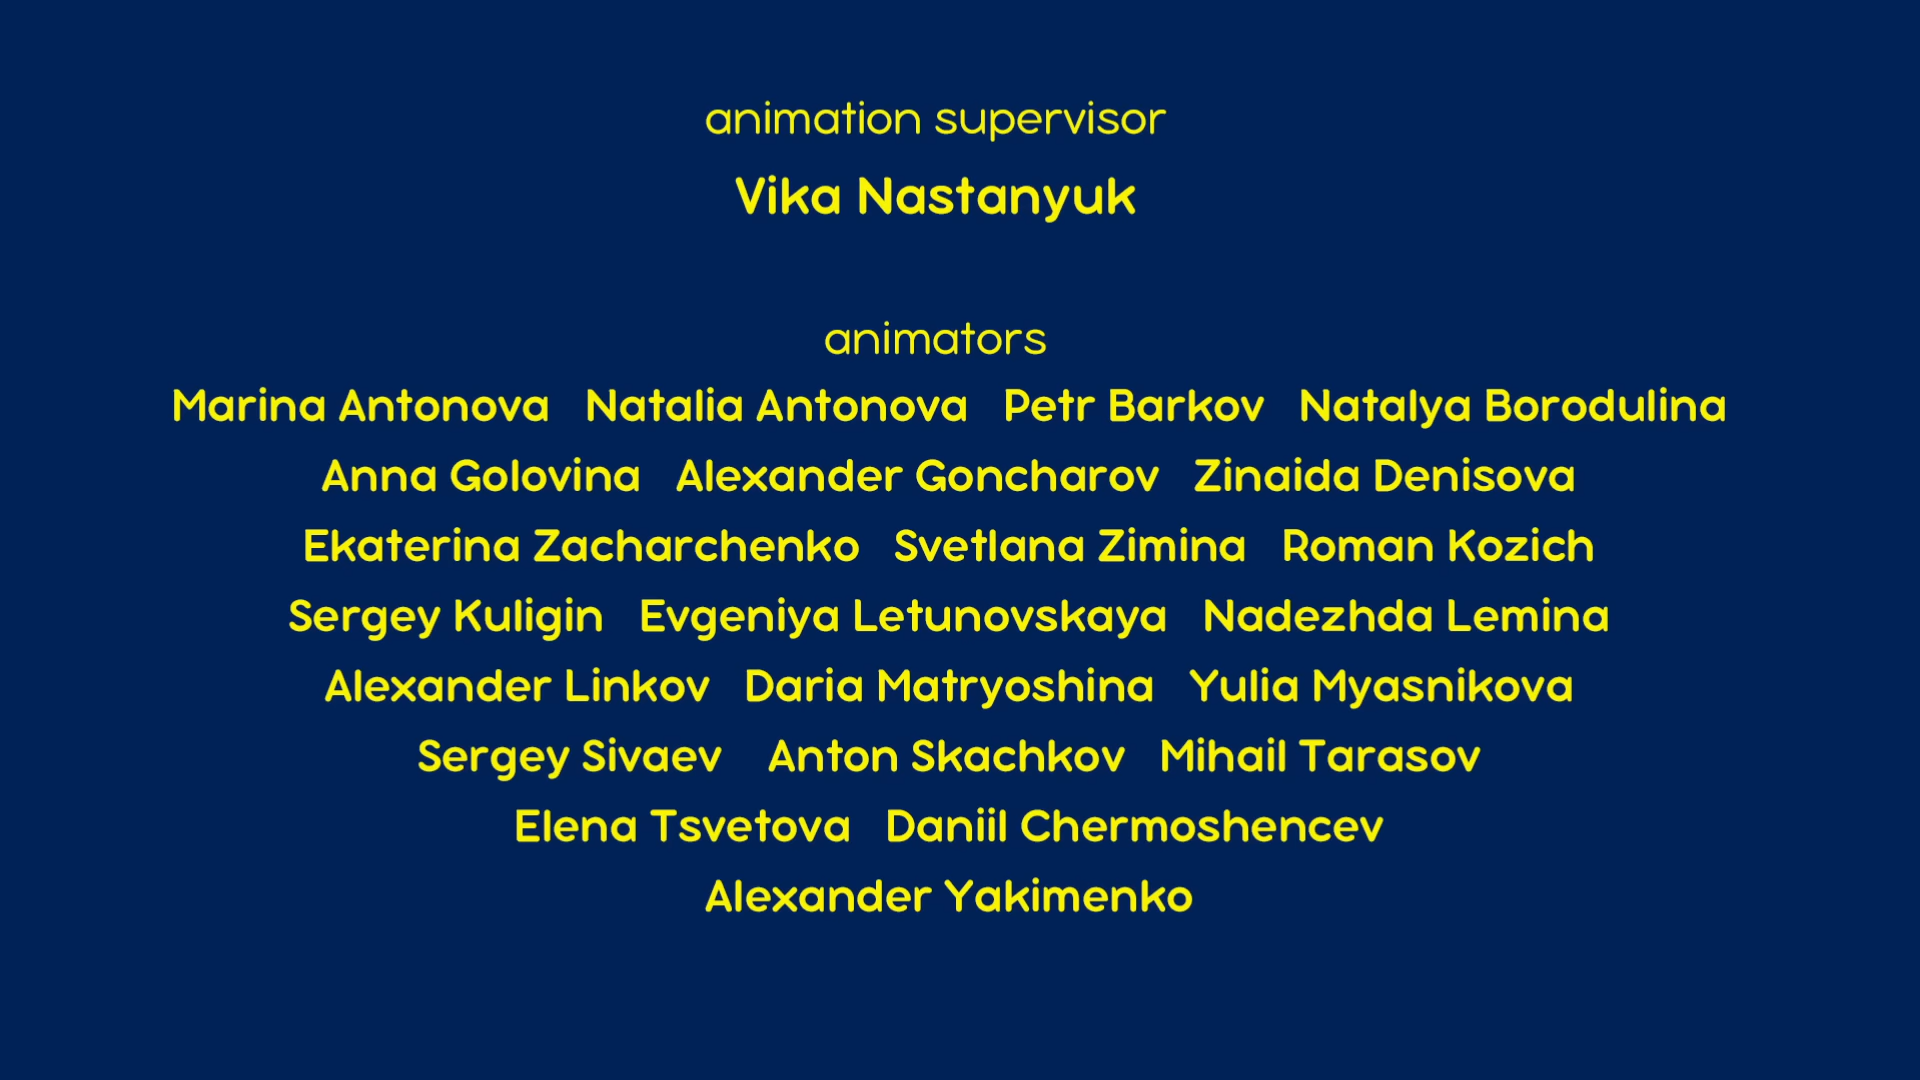 animation supervisor
Vika Nastanyuk
animators
Marina Antonova Natalia Antonova Petr Barkov Natalya Borodulina
Anna Golovina Alexander Goncharov Zinaida Denisova
Ekaterina Zacharchenko Svetlana Zimina Roman Kozich
Sergey Kuligin Evgeniya Letunovskaya Nadezhda Lemina
Alexander Linkov Daria Matryoshina Yulia Myasnikova
Sergey Sivaev Anton Skachkov Mihail Tarasov
Elena Tsvetova Daniil Chermoshencev
Alexander Yakimenko